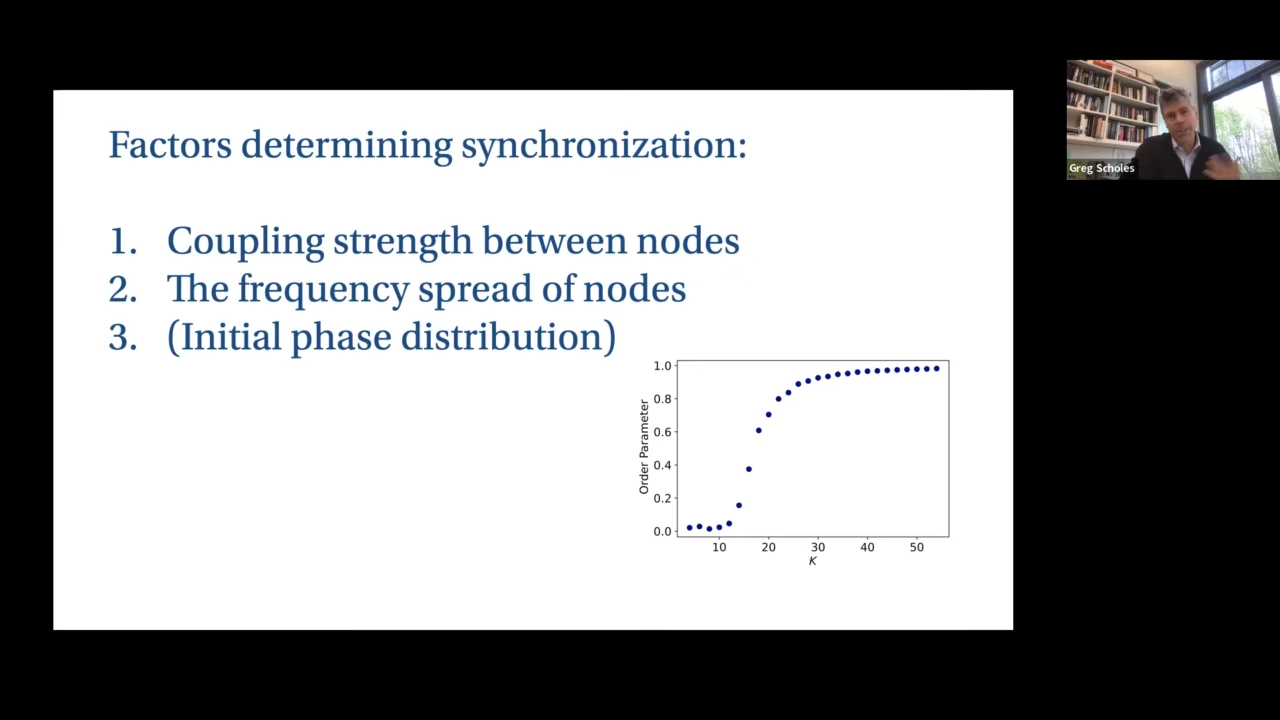 Factors determining synchronization:
1. Coupling strength between nodes
2. The frequency spread of nodes
3. (Initial phase distribution)
1.0
0.8
0.6
0.4
0.2
0.0
Order Parameter
10 20 30 40 50
K
Greg Scholes